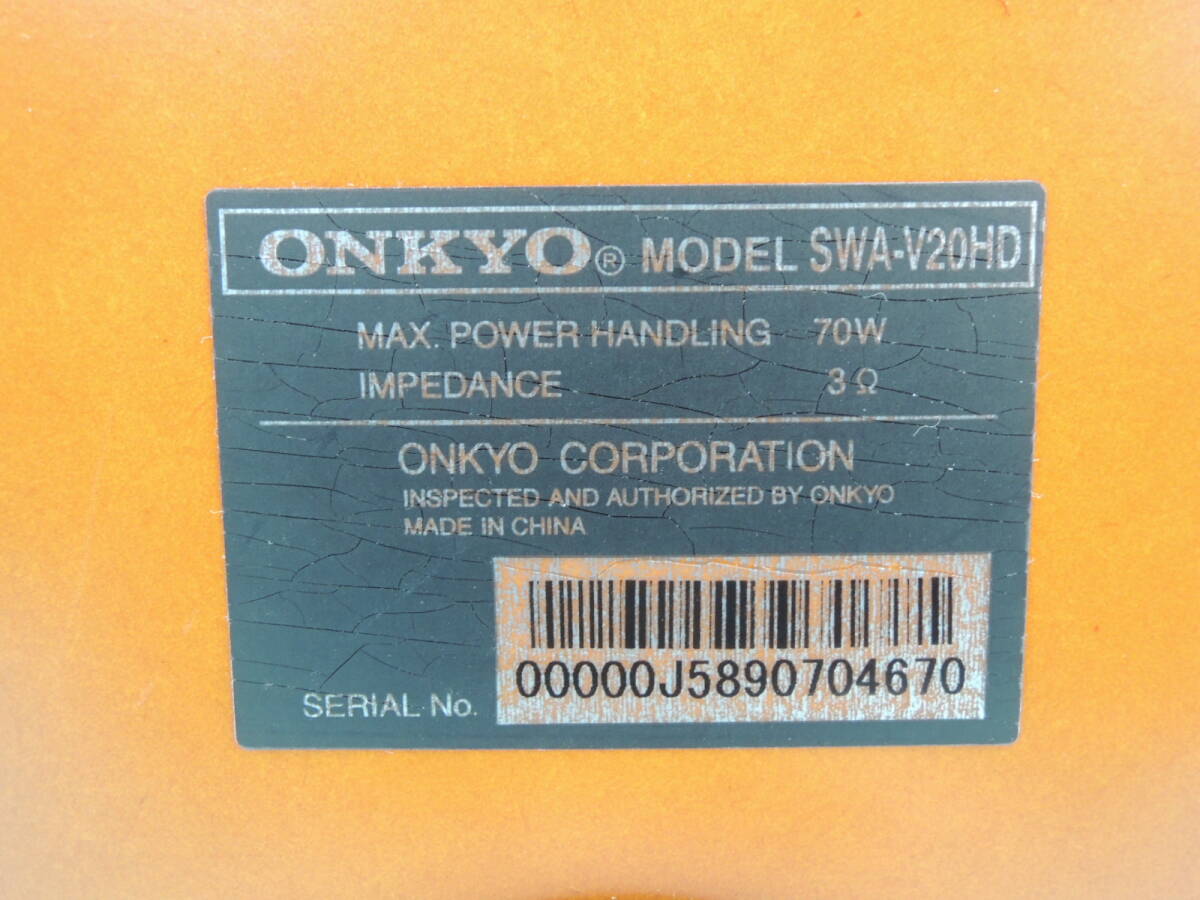 ONKYO® MODEL SWA-V20HD
MAX. POWER HANDLING 70W
IMPEDANCE 3 Ω
ONKYO CORPORATION
INSPECTED AND AUTHORIZED BY ONKYO
MADE IN CHINA
00000J5890704670
SERIAL No.